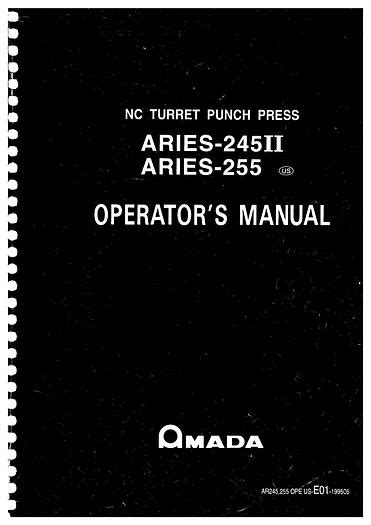 NC TURRET PUNCH PRESS
ARIES-245II
ARIES-255 US
OPERATOR'S MANUAL
AMADA
AR245,255 OPE US-E01-199505